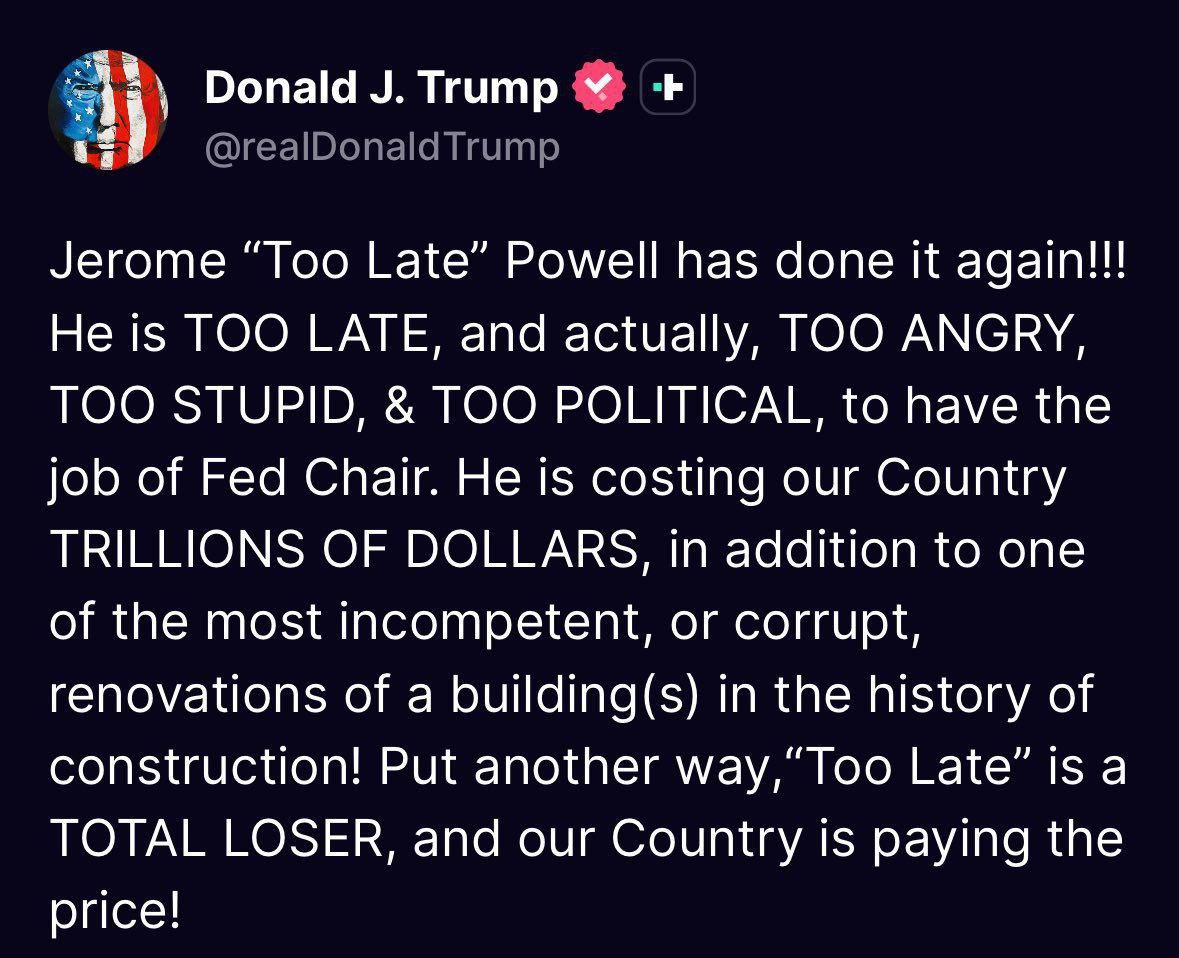 Donald J. Trump
@realDonaldTrump
Jerome “Too Late” Powell has done it again!!!
He is TOO LATE, and actually, TOO ANGRY,
TOO STUPID, & TOO POLITICAL, to have the
job of Fed Chair. He is costing our Country
TRILLIONS OF DOLLARS, in addition to one
of the most incompetent, or corrupt,
renovations of a building(s) in the history of
construction! Put another way,“Too Late” is a
TOTAL LOSER, and our Country is paying the
price!